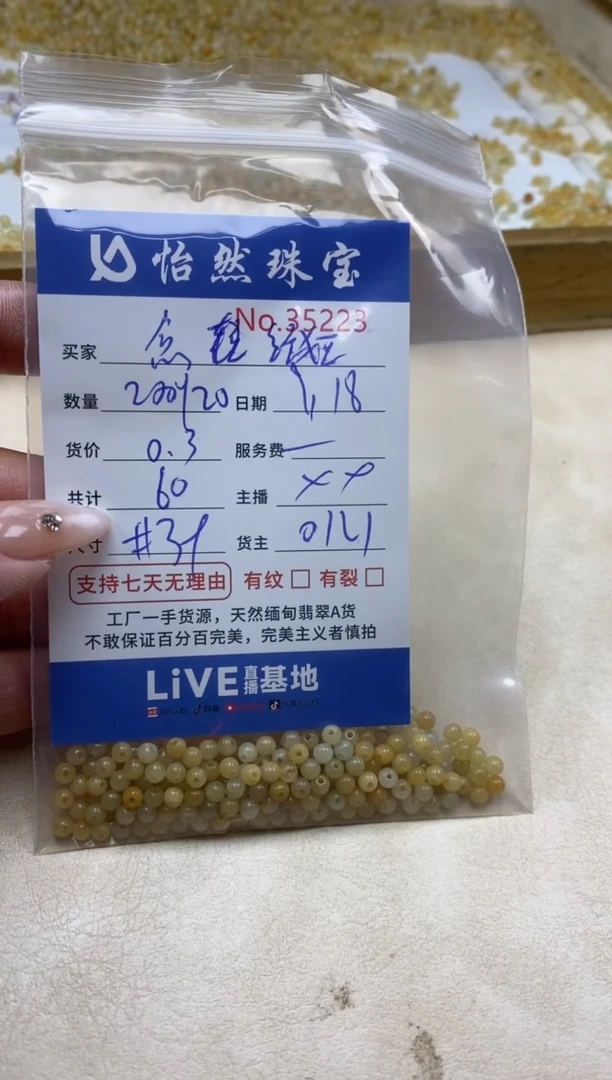 怡然珠宝
No.35223
买家
数量 日期 1,18
货价 0.3 服务费 —
共计 60 主播 ××
寸 货主 0121
支持七天无理由 有纹 □ 有裂 □
工厂一手货源，天然缅甸翡翠A货
不敢保证百分百完美，完美主义者慎拍
LiVE直播基地